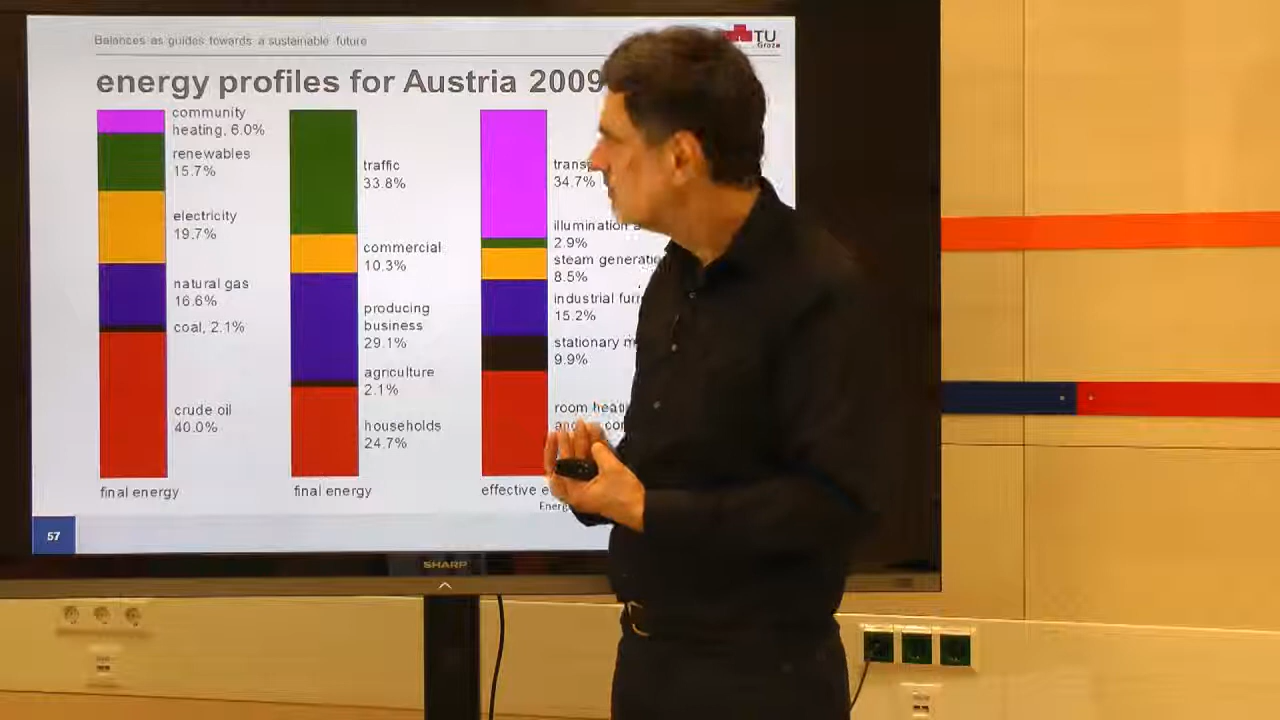 Balances as guides towards a sustainable future
TU
Graz
energy profiles for Austria 2009
community
heating, 6.0%
renewables
15.7%
electricity
19.7%
natural gas
16.6%
coal, 2.1%
crude oil
40.0%
final energy
traffic
33.8%
commercial
10.3%
producing
business
29.1%
agriculture
2.1%
households
24.7%
final energy
34.7%
illumination
2.9%
steam
8.5%
industrial
15.2%
stationary
9.9%
room
effective
57
SHARP